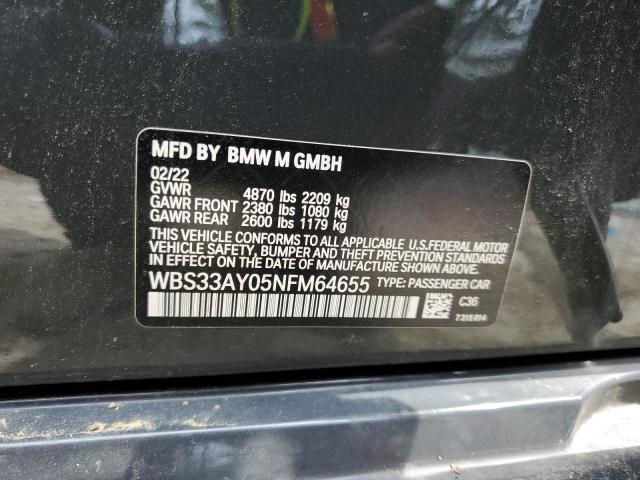 MFD BY BMW M GMBH
02/22
GVWR 4870 lbs 2209 kg
GAWR FRONT 2380 lbs 1080 kg
GAWR REAR 2600 lbs 1179 kg
THIS VEHICLE CONFORMS TO ALL APPLICABLE U.S.FEDERAL MOTOR
VEHICLE SAFETY, BUMPER, AND THEFT PREVENTION STANDARDS
IN EFFECT ON THE DATE OF MANUFACTURE SHOWN ABOVE.
WBS33AY05NFM64655 TYPE: PASSENGER CAR
C36
7 315 014